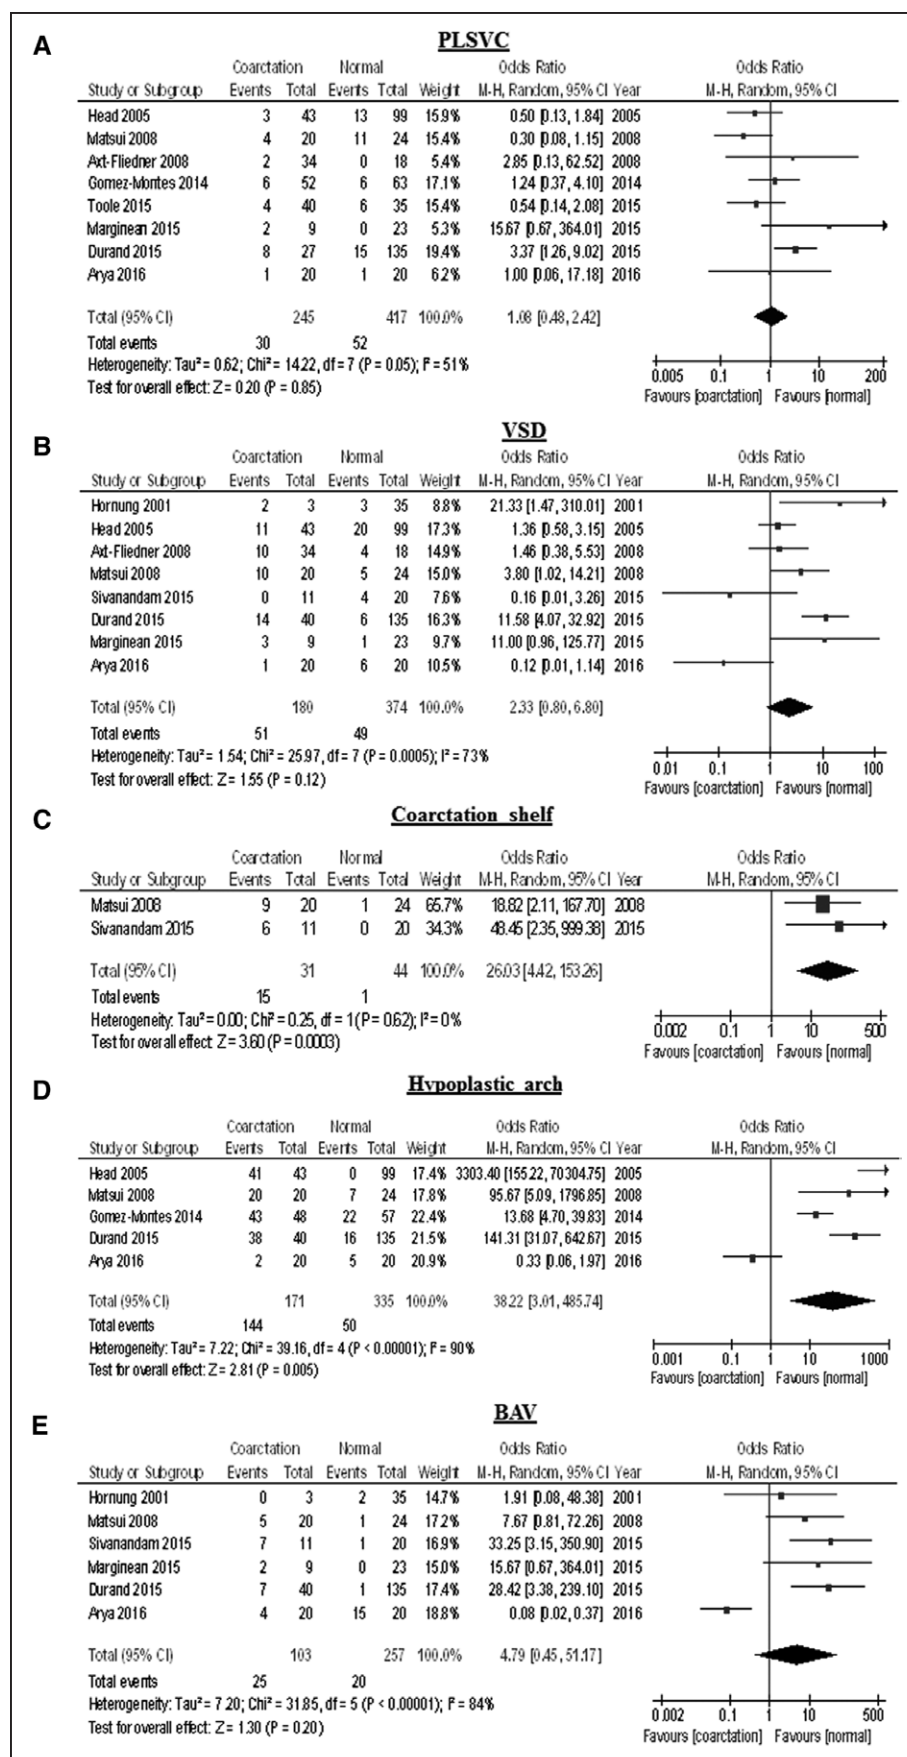 A
PLSVC
Coarctation Normal Odds Ratio Odds Ratio
Study or Subgroup Events Total Events Total Weight M-H, Random, 95% CI Year M-H, Random, 95% CI
Head 2005 3 43 13 99 15.9% 0.50 [0.13, 1.84] 2005
Matsui 2008 4 20 11 24 15.4% 0.30 [0.08, 1.15] 2008
Axt-Fliedner 2008 2 34 0 18 5.4% 2.85 [0.13, 62.52] 2008
Gomez-Montes 2014 6 52 6 63 17.1% 1.24 [0.37, 4.10] 2014
Toole 2015 4 40 6 35 15.4% 0.54 [0.14, 2.08] 2015
Marginean 2015 2 9 0 23 5.3% 15.67 [0.67, 364.01] 2015
Durand 2015 8 27 15 135 19.4% 3.37 [1.26, 9.02] 2015
Arya 2016 1 20 1 20 6.2% 1.00 [0.06, 17.18] 2016
Total (95% CI) 245 417 100.0% 1.08 [0.48, 2.42]
Total events 30 52
Heterogeneity: Tau² = 0.62; Chi² = 14.22, df = 7 (P = 0.05); I² = 51%
Test for overall effect: Z = 0.20 (P = 0.85)
0.005 0.1 1 10 200
Favours [coarctation] Favours [normal]
B
VSD
Coarctation Normal Odds Ratio Odds Ratio
Study or Subgroup Events Total Events Total Weight M-H, Random, 95% CI Year M-H, Random, 95% CI
Hornung 2001 2 3 3 35 8.8% 21.33 [1.47, 310.01] 2001
Head 2005 11 43 20 99 17.3% 1.36 [0.58, 3.15] 2005
Axt-Fliedner 2008 10 34 4 18 14.9% 1.46 [0.38, 5.53] 2008
Matsui 2008 10 20 5 24 15.0% 3.80 [1.02, 14.21] 2008
Sivanandam 2015 0 11 4 20 7.6% 0.16 [0.01, 3.26] 2015
Durand 2015 14 40 6 135 16.3% 11.58 [4.07, 32.92] 2015
Marginean 2015 3 9 1 23 9.7% 11.00 [0.96, 125.77] 2015
Arya 2016 1 20 6 20 10.5% 0.12 [0.01, 1.14] 2016
Total (95% CI) 180 374 100.0% 2.33 [0.80, 6.80]
Total events 51 49
Heterogeneity: Tau² = 1.54; Chi² = 25.97, df = 7 (P = 0.0005); I² = 73%
Test for overall effect: Z = 1.55 (P = 0.12)
0.01 0.1 1 10 100
Favours [coarctation] Favours [normal]
C
Coarctation shelf
Coarctation Normal Odds Ratio Odds Ratio
Study or Subgroup Events Total Events Total Weight M-H, Random, 95% CI Year M-H, Random, 95% CI
Matsui 2008 9 20 1 24 65.7% 18.82 [2.11, 167.70] 2008
Sivanandam 2015 6 11 0 20 34.3% 48.45 [2.35, 999.38] 2015
Total (95% CI) 31 44 100.0% 26.03 [4.42, 153.26]
Total events 15 1
Heterogeneity: Tau² = 0.00; Chi² = 0.25, df = 1 (P = 0.62); I² = 0%
Test for overall effect: Z = 3.60 (P = 0.0003)
0.002 0.1 1 10 500
Favours [coarctation] Favours [normal]
D
Hypoplastic arch
Coarctation Normal Odds Ratio Odds Ratio
Study or Subgroup Events Total Events Total Weight M-H, Random, 95% CI Year M-H, Random, 95% CI
Head 2005 41 43 0 99 17.4% 3303.40 [155.22, 70304.75] 2005
Matsui 2008 20 20 7 24 17.8% 95.67 [5.09, 1796.85] 2008
Gomez-Montes 2014 43 48 22 57 22.4% 13.68 [4.70, 39.83] 2014
Durand 2015 38 40 16 135 21.5% 141.31 [31.07, 642.67] 2015
Arya 2016 2 20 5 20 20.9% 0.33 [0.06, 1.97] 2016
Total (95% CI) 171 335 100.0% 38.22 [3.01, 485.74]
Total events 144 50
Heterogeneity: Tau² = 7.22; Chi² = 39.16, df = 4 (P < 0.00001); I² = 90%
Test for overall effect: Z = 2.81 (P = 0.005)
0.001 0.1 1 10 1000
Favours [coarctation] Favours [normal]
E
BAV
Coarctation Normal Odds Ratio Odds Ratio
Study or Subgroup Events Total Events Total Weight M-H, Random, 95% CI Year M-H, Random, 95% CI
Hornung 2001 0 3 2 35 14.7% 1.91 [0.08, 48.38] 2001
Matsui 2008 5 20 1 24 17.2% 7.67 [0.81, 72.26] 2008
Sivanandam 2015 7 11 1 20 16.9% 33.25 [3.15, 350.90] 2015
Marginean 2015 2 9 0 23 15.0% 15.67 [0.67, 364.01] 2015
Durand 2015 7 40 1 135 17.4% 28.42 [3.38, 239.10] 2015
Arya 2016 4 20 15 20 18.8% 0.08 [0.02, 0.37] 2016
Total (95% CI) 103 257 100.0% 4.79 [0.45, 51.17]
Total events 25 20
Heterogeneity: Tau² = 7.20; Chi² = 31.85, df = 5 (P < 0.00001); I² = 84%
Test for overall effect: Z = 1.30 (P = 0.20)
0.002 0.1 1 10 500
Favours [coarctation] Favours [normal]